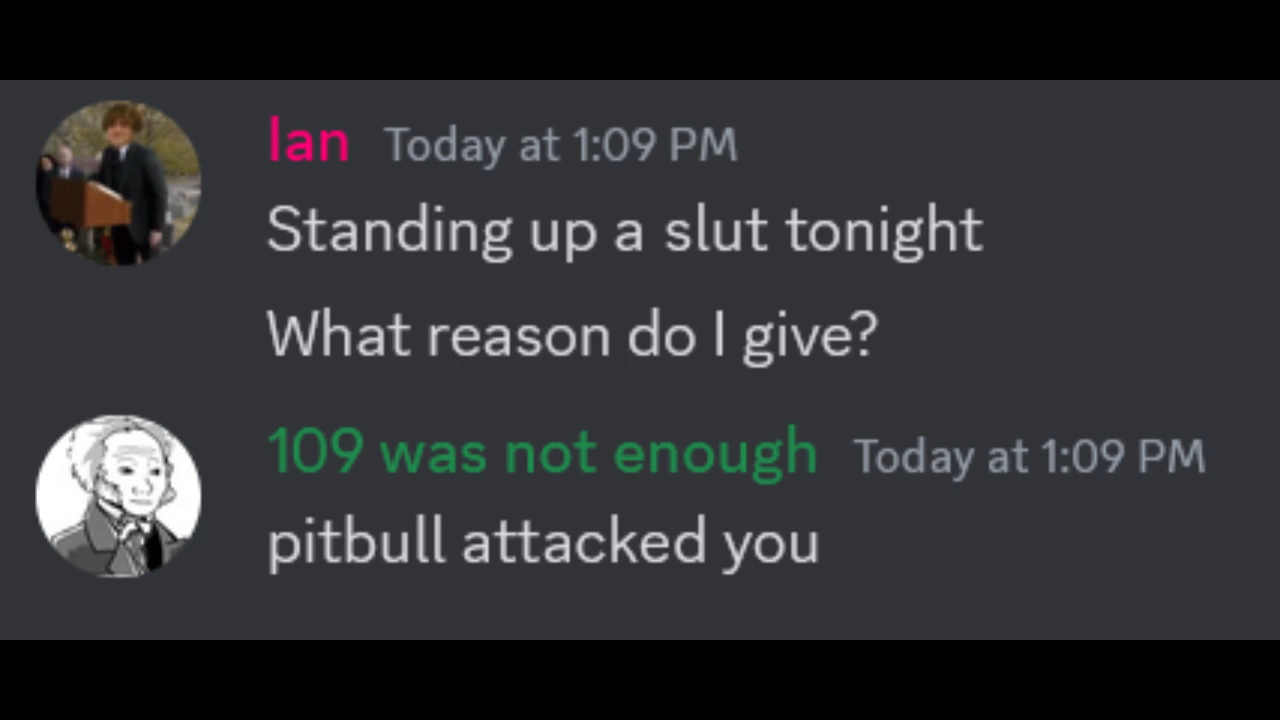 Ian Today at 1:09 PM
Standing up a slut tonight
What reason do I give?
109 was not enough Today at 1:09 PM
pitbull attacked you